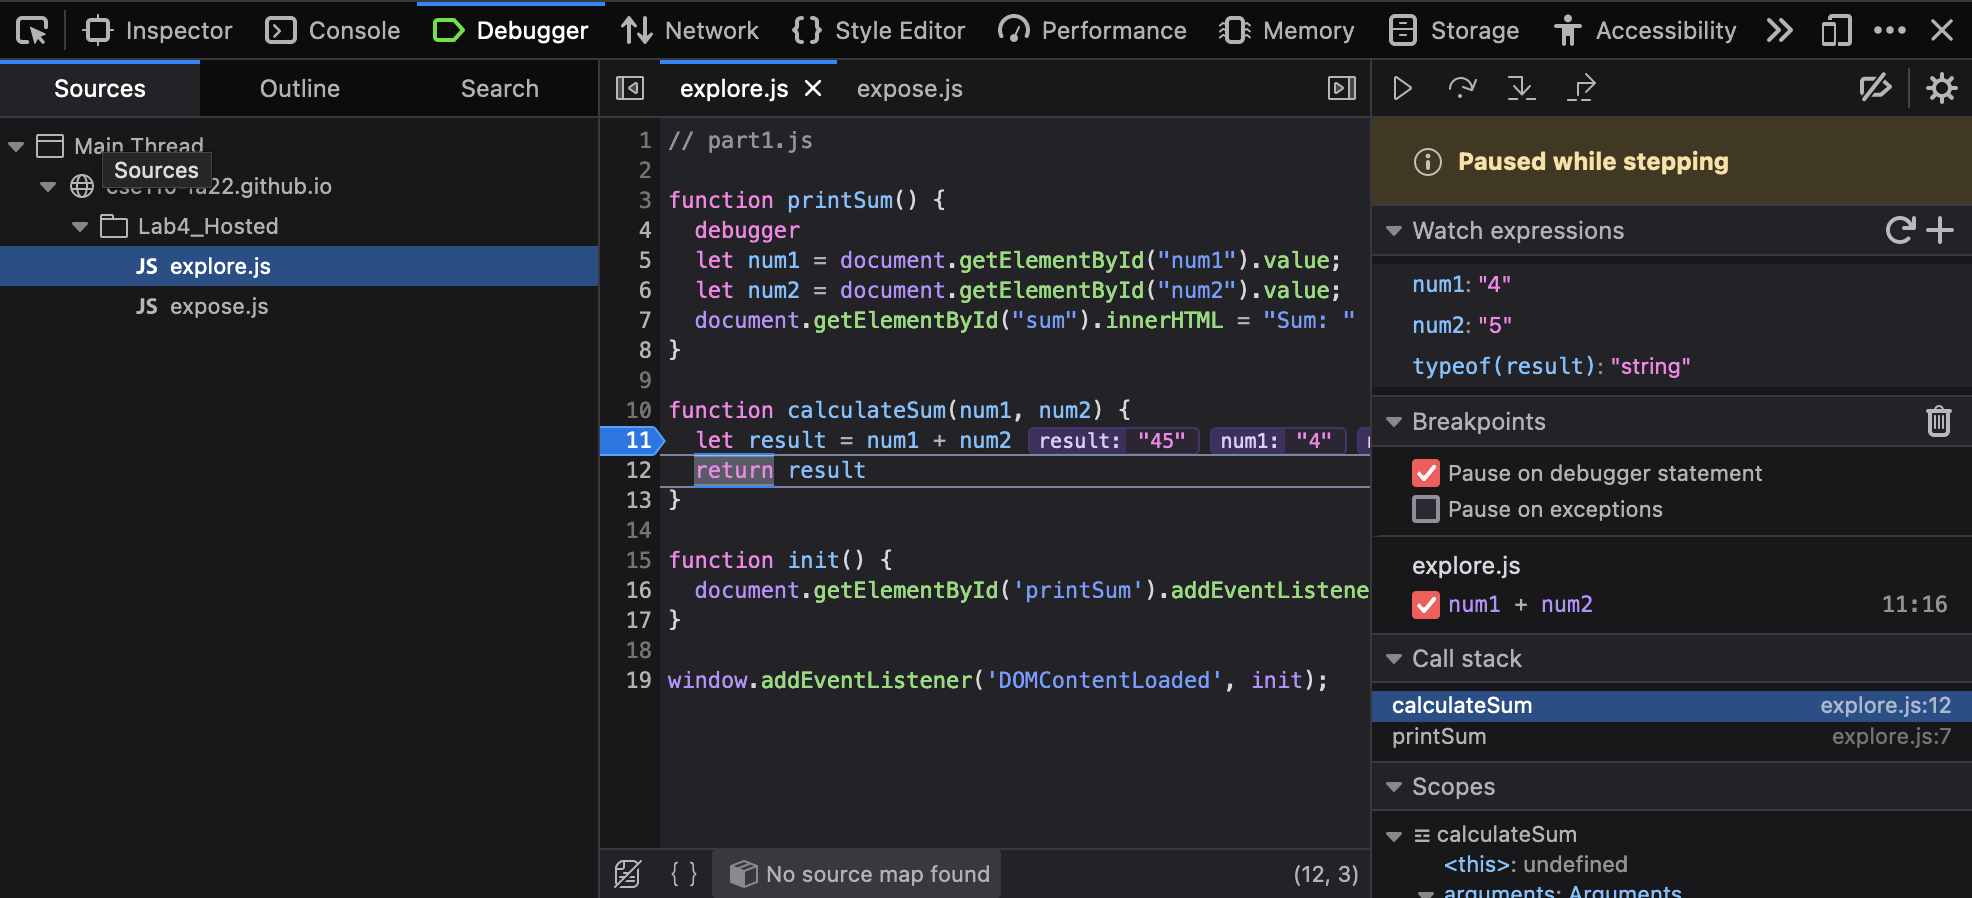 Inspector Console Debugger Network Style Editor Performance Memory Storage Accessibility
Sources Outline Search
Main Thread
Sources
22.github.io
Lab4_Hosted
JS explore.js
JS expose.js
explore.js expose.js
1 // part1.js
2
3 function printSum() {
4 debugger
5 let num1 = document.getElementById("num1").value;
6 let num2 = document.getElementById("num2").value;
7 document.getElementById("sum").innerHTML = "Sum: "
8 }
9
10 function calculateSum(num1, num2) {
11 let result = num1 + num2 result: "45" num1: "4"
12 return result
13 }
14
15 function init() {
16 document.getElementById('printSum').addEventListene
17 }
18
19 window.addEventListener('DOMContentLoaded', init);
{ } No source map found (12, 3)
Paused while stepping
Watch expressions
num1: "4"
num2: "5"
typeof(result): "string"
Breakpoints
Pause on debugger statement
Pause on exceptions
explore.js
num1 + num2 11:16
Call stack
calculateSum explore.js:12
printSum explore.js:7
Scopes
calculateSum
<this>: undefined
arguments: Arguments